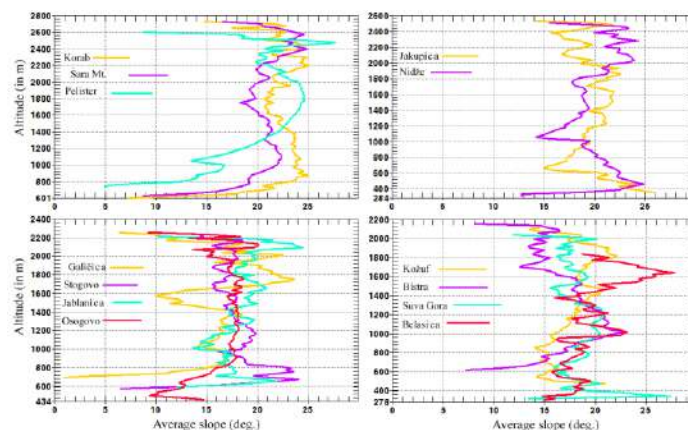 2800
2600
2400
2200
2000
1800
1600
1400
1200
1000
800
601
Altitude (in m)
Korab
Sara Mt.
Pelister
0 5 10 15 20 25
2600
2400
2200
2000
1800
1600
1400
1200
1000
800
600
400
284
Jakupica
Nidže
0 5 10 15 20 25
2400
2200
2000
1800
1600
1400
1200
1000
800
600
434
Altitude (in m)
Galičica
Stogovo
Jablanica
Osogovo
0 5 10 15 20 25
Average slope (deg.)
2200
2000
1800
1600
1400
1200
1000
800
600
400
278
Kožuf
Bistra
Suva Gora
Belasica
0 5 10 15 20 25
Average slope (deg.)